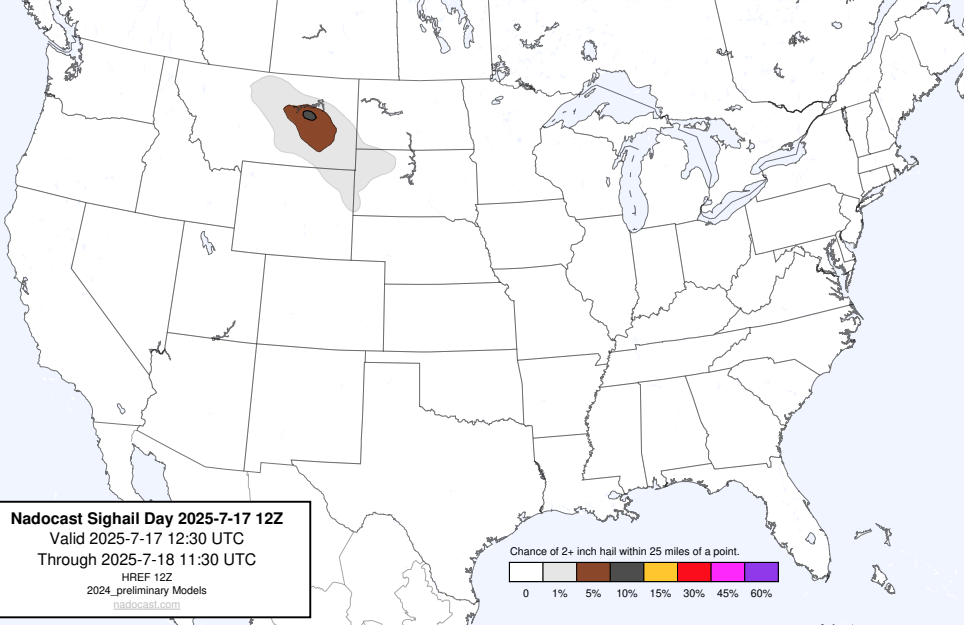 Nadocast Sighail Day 2025-7-17 12Z
Valid 2025-7-17 12:30 UTC
Through 2025-7-18 11:30 UTC
HREF 12Z
2024_preliminary Models
nadocast.com
Chance of 2+ inch hail within 25 miles of a point.
0 1% 5% 10% 15% 30% 45% 60%